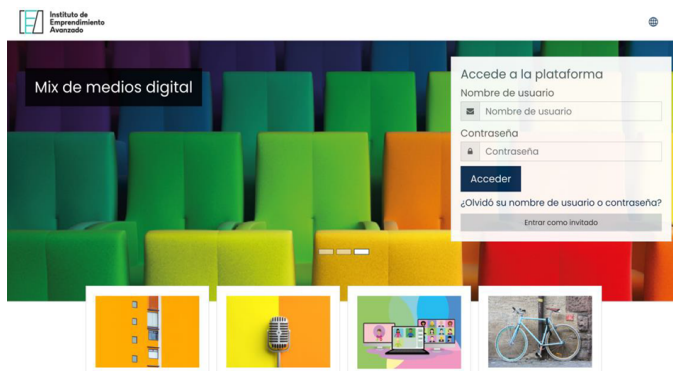 Instituto de
Emprendimiento
Avanzado
Mix de medios digital
Accede a la plataforma
Nombre de usuario
Nombre de usuario
Contraseña
Contraseña
Acceder
¿Olvidó su nombre de usuario o contraseña?
Entrar como invitado